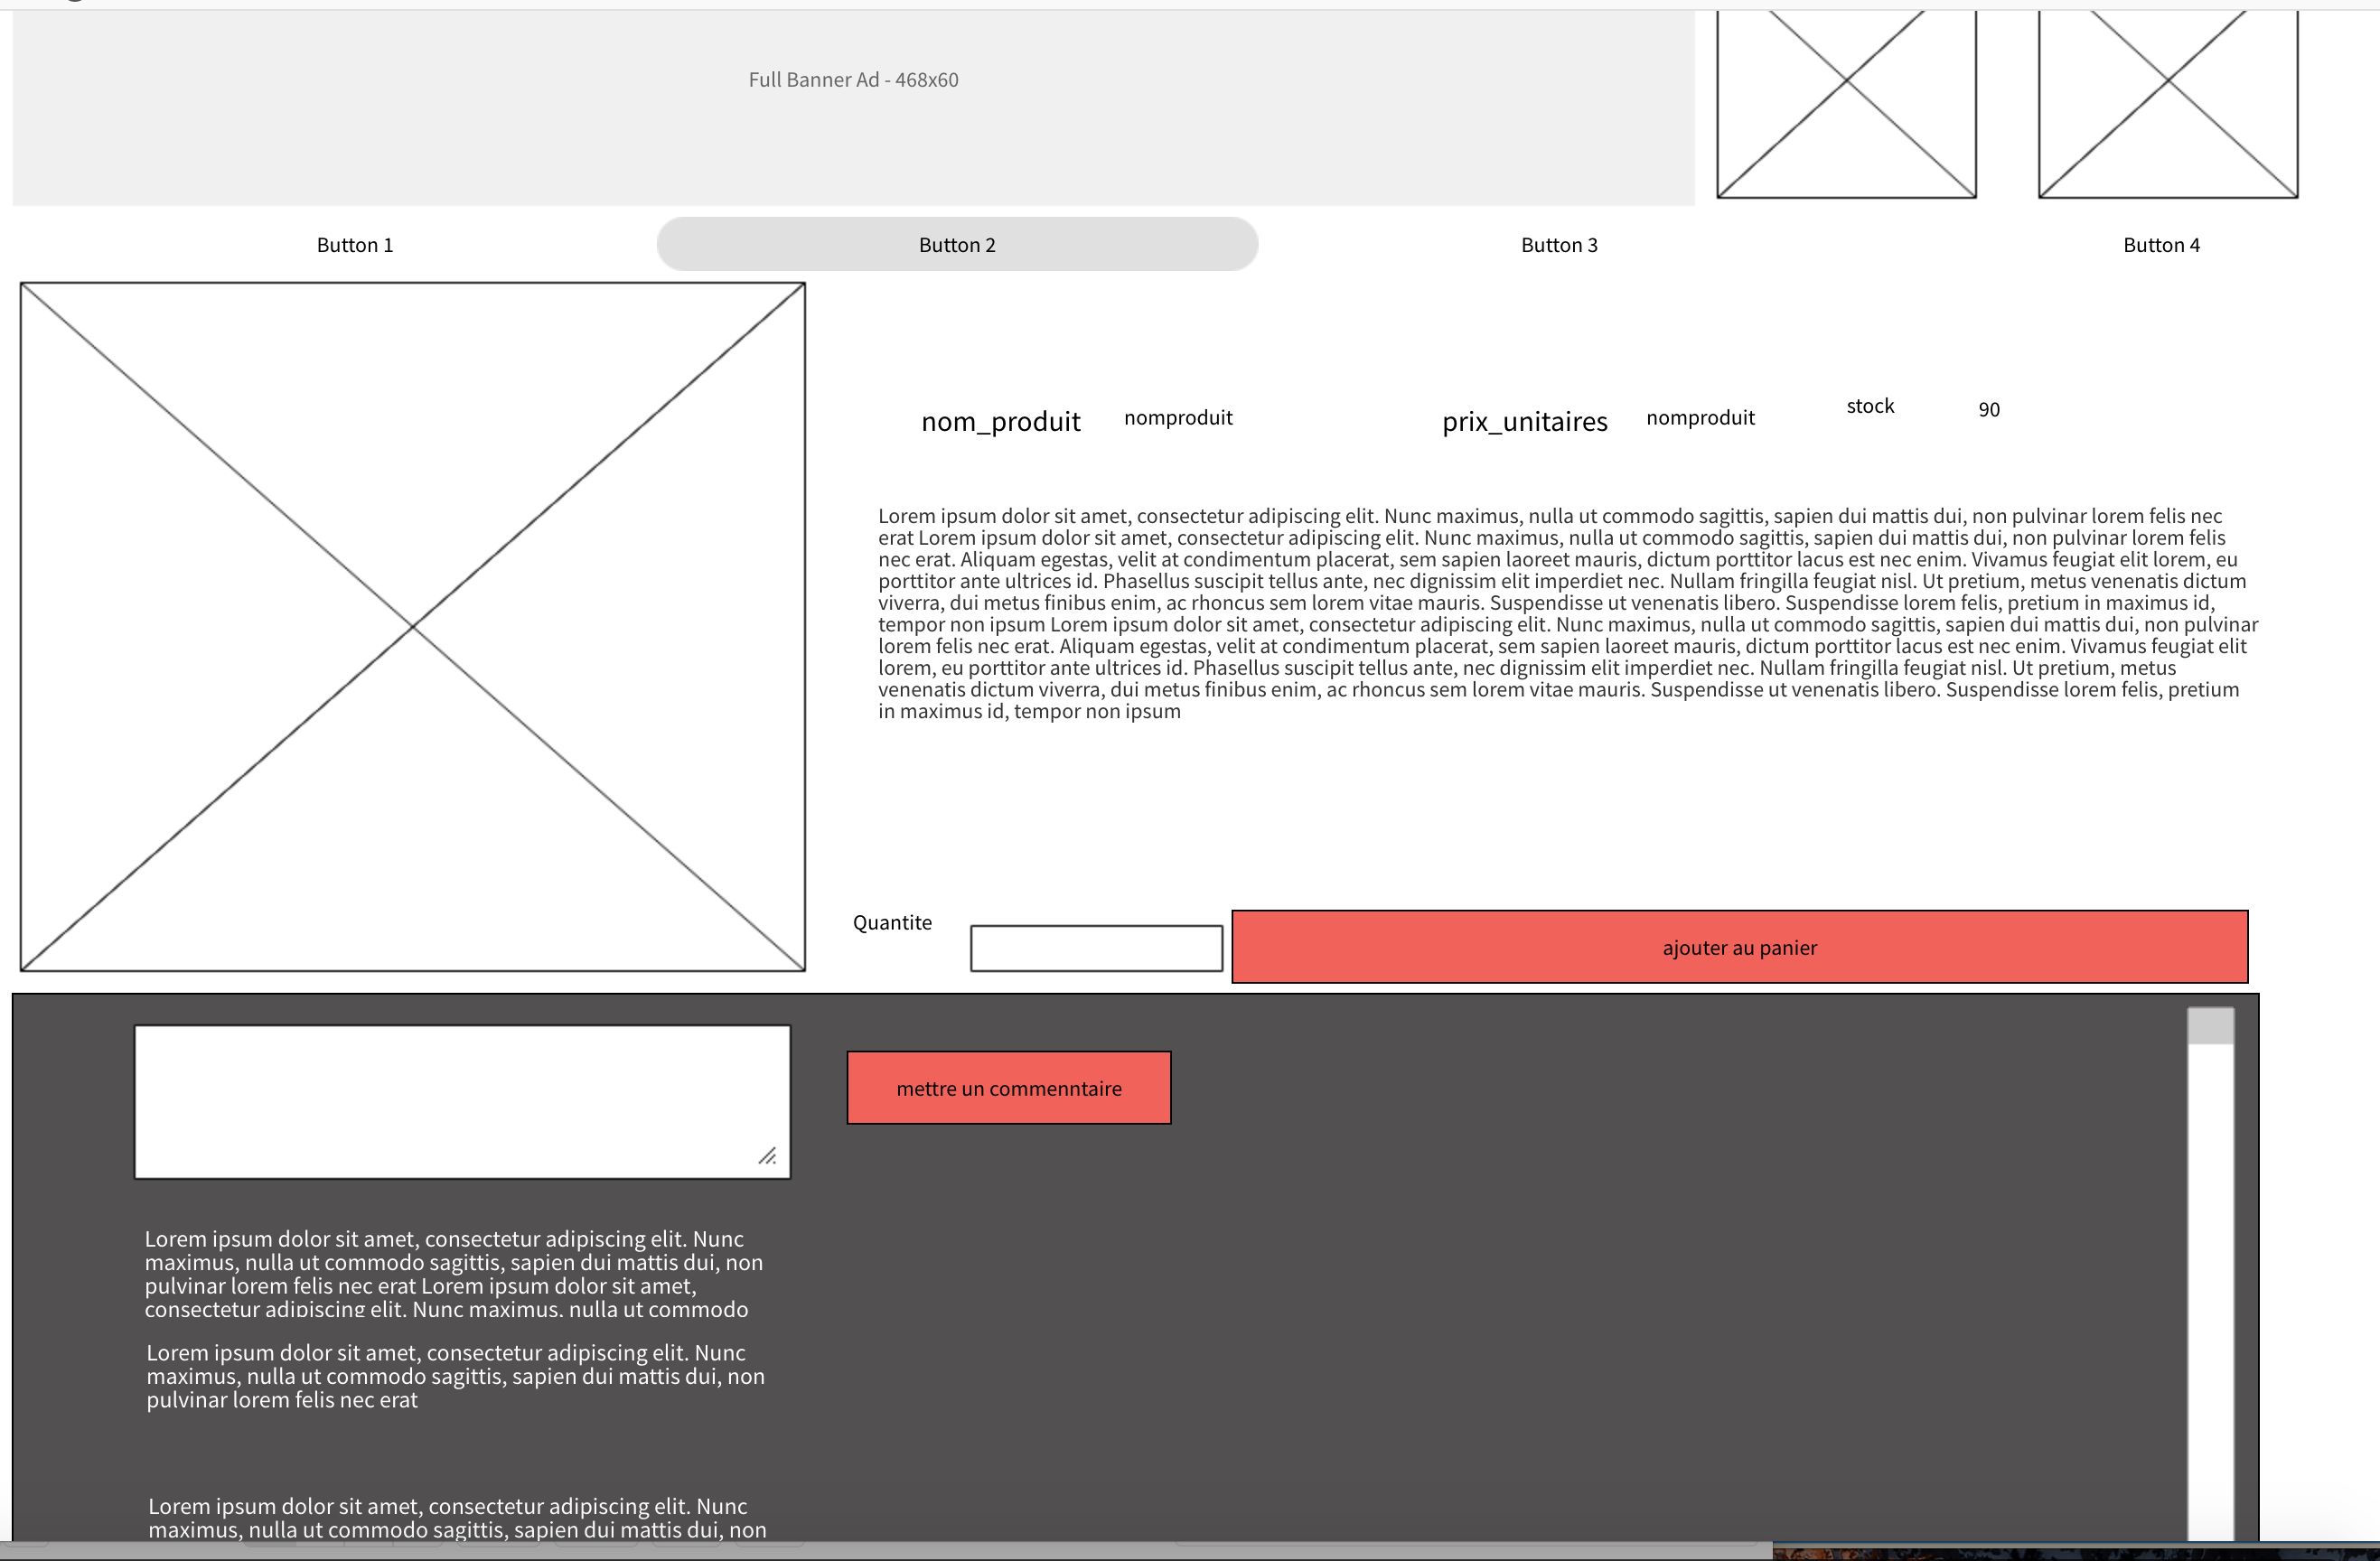 Full Banner Ad - 468x60
Button 1
Button 2
Button 3
Button 4
nom_produit
nomproduit
prix_unitaires
nomproduit
stock
90
Lorem ipsum dolor sit amet, consectetur adipiscing elit. Nunc maximus, nulla ut commodo sagittis, sapien dui mattis dui, non pulvinar lorem felis nec
erat Lorem ipsum dolor sit amet, consectetur adipiscing elit. Nunc maximus, nulla ut commodo sagittis, sapien dui mattis dui, non pulvinar lorem felis
nec erat. Aliquam egestas, velit at condimentum placerat, sem sapien laoreet mauris, dictum porttitor lacus est nec enim. Vivamus feugiat elit lorem, eu
porttitor ante ultrices id. Phasellus suscipit tellus ante, nec dignissim elit imperdiet nec. Nullam fringilla feugiat nisl. Ut pretium, metus venenatis dictum
viverra, dui metus finibus enim, ac rhoncus sem lorem vitae mauris. Suspendisse ut venenatis libero. Suspendisse lorem felis, pretium in maximus id,
tempor non ipsum Lorem ipsum dolor sit amet, consectetur adipiscing elit. Nunc maximus, nulla ut commodo sagittis, sapien dui mattis dui, non pulvinar
lorem felis nec erat. Aliquam egestas, velit at condimentum placerat, sem sapien laoreet mauris, dictum porttitor lacus est nec enim. Vivamus feugiat elit
lorem, eu porttitor ante ultrices id. Phasellus suscipit tellus ante, nec dignissim elit imperdiet nec. Nullam fringilla feugiat nisl. Ut pretium, metus
venenatis dictum viverra, dui metus finibus enim, ac rhoncus sem lorem vitae mauris. Suspendisse ut venenatis libero. Suspendisse lorem felis, pretium
in maximus id, tempor non ipsum
Quantite
ajouter au panier
mettre un commenntaire
Lorem ipsum dolor sit amet, consectetur adipiscing elit. Nunc
maximus, nulla ut commodo sagittis, sapien dui mattis dui, non
pulvinar lorem felis nec erat Lorem ipsum dolor sit amet,
consectetur adipiscing elit. Nunc maximus, nulla ut commodo
Lorem ipsum dolor sit amet, consectetur adipiscing elit. Nunc
maximus, nulla ut commodo sagittis, sapien dui mattis dui, non
pulvinar lorem felis nec erat
Lorem ipsum dolor sit amet, consectetur adipiscing elit. Nunc
maximus, nulla ut commodo sagittis, sapien dui mattis dui, non